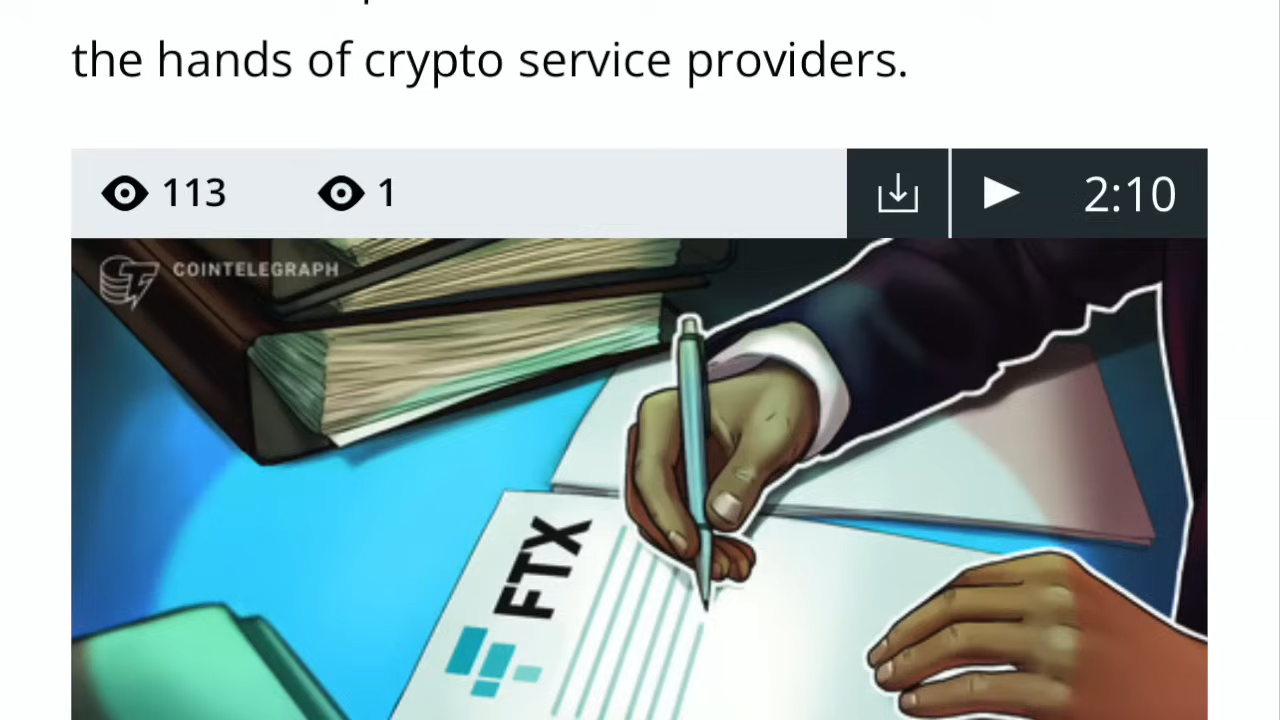 the hands of crypto service providers.
113 1 2:10
COINTELEGRAPH
FTX